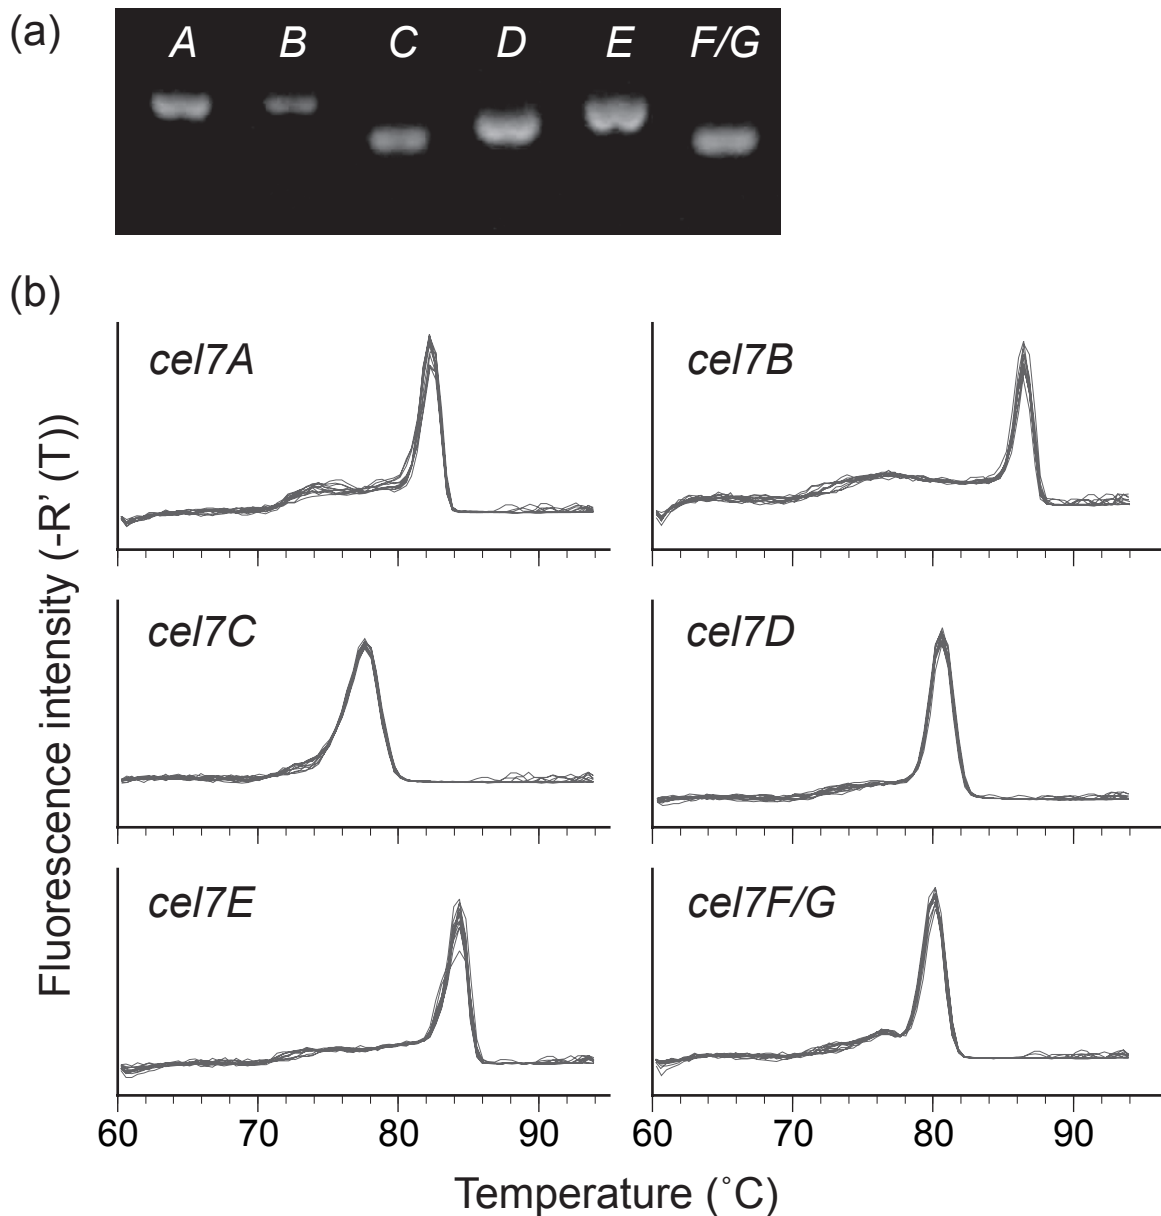 (a)
A B C D E F/G
(b)
cel7A cel7B
cel7C cel7D
cel7E cel7F/G
Fluorescence intensity (-R’ (T))
60 70 80 90 60 70 80 90
Temperature (˚C)